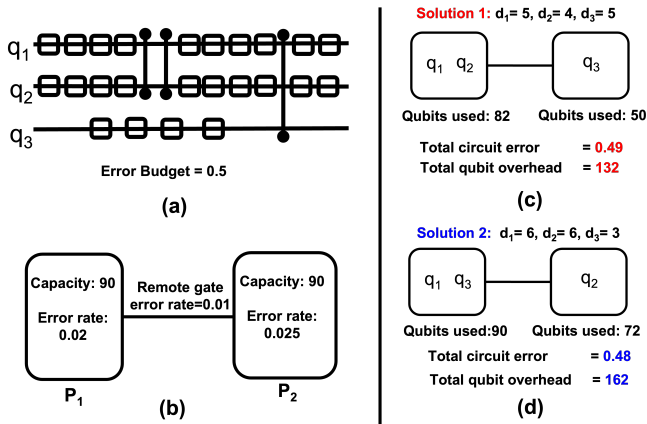 q1
q2
q3
Error Budget = 0.5
(a)
Capacity: 90
Error rate:
0.02
Remote gate
error rate=0.01
Capacity: 90
Error rate:
0.025
P1
P2
(b)
Solution 1: d1= 5, d2= 4, d3= 5
q1 q2
q3
Qubits used: 82
Qubits used: 50
Total circuit error = 0.49
Total qubit overhead = 132
(c)
Solution 2: d1= 6, d2= 6, d3= 3
q1 q3
q2
Qubits used:90
Qubits used: 72
Total circuit error = 0.48
Total qubit overhead = 162
(d)